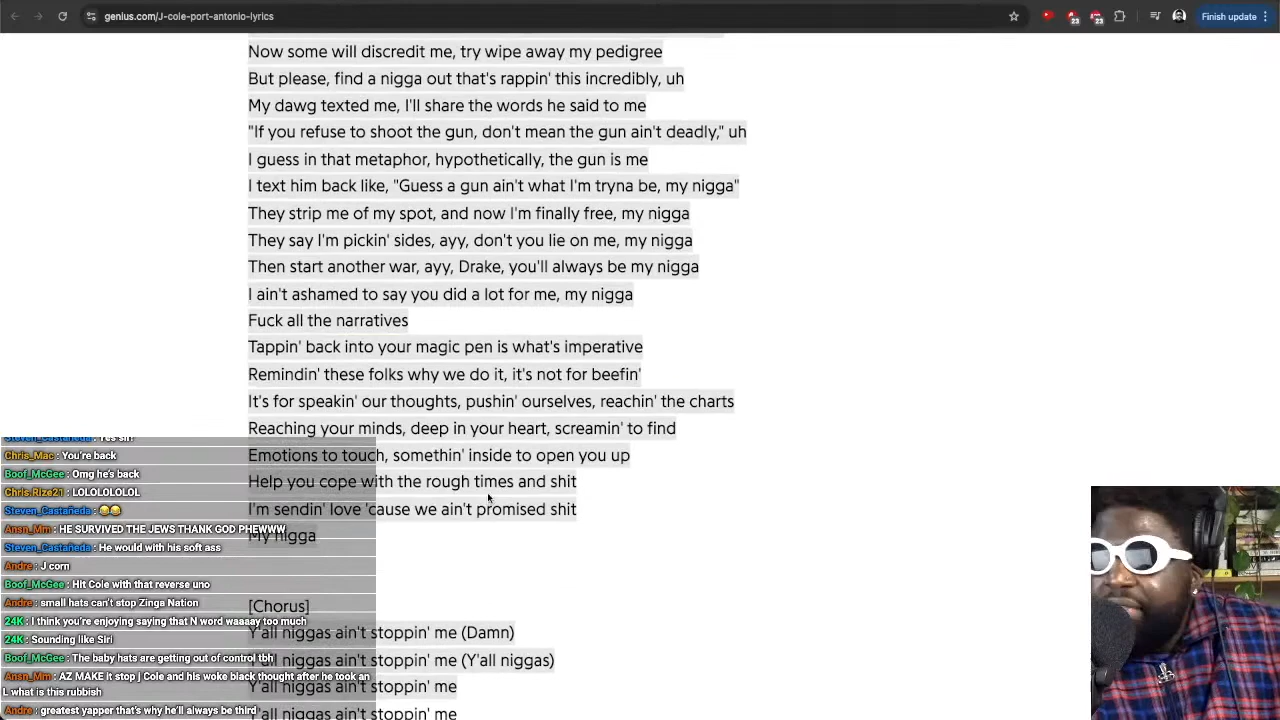 genius.com/J-cole-port-antonio-lyrics
23
23
Finish update
Now some will discredit me, try wipe away my pedigree
But please, find a nigga out that's rappin' this incredibly, uh
My dawg texted me, I'll share the words he said to me
"If you refuse to shoot the gun, don't mean the gun ain't deadly," uh
I guess in that metaphor, hypothetically, the gun is me
I text him back like, "Guess a gun ain't what I'm tryna be, my nigga"
They strip me of my spot, and now I'm finally free, my nigga
They say I'm pickin' sides, ayy, don't you lie on me, my nigga
Then start another war, ayy, Drake, you'll always be my nigga
I ain't ashamed to say you did a lot for me, my nigga
Fuck all the narratives
Tappin' back into your magic pen is what's imperative
Remindin' these folks why we do it, it's not for beefin'
It's for speakin' our thoughts, pushin' ourselves, reachin' the charts
Reaching your minds, deep in your heart, screamin' to find
Emotions to touch, somethin' inside to open you up
Help you cope with the rough times and shit
I'm sendin' love 'cause we ain't promised shit
My nigga
[Chorus]
Y'all niggas ain't stoppin' me (Damn)
Y'all niggas ain't stoppin' me (Y'all niggas)
Y'all niggas ain't stoppin' me
Y'all niggas ain't stoppin' me
Steven_Castañeda : Yes sir!
Chris_Mac : You're back
Boof_McGee : Omg he's back
Chris.Rize21 : LOLOLOLOLOL
Steven_Castañeda : 😂😂
Ansn_Mm : HE SURVIVED THE JEWS THANK GOD PHEWWW
Steven_Castañeda : He would with his soft ass
Andre : J corn
Boof_McGee : Hit Cole with that reverse uno
Andre : small hats can't stop Zinga Nation
24K : I think you're enjoying saying that N word waaaay too much
24K : Sounding like Siri
Boof_McGee : The baby hats are getting out of control tbh
Ansn_Mm : AZ MAKE it stop j Cole and his woke black thought after he took an
L what is this rubbish
Andre : greatest yapper that's why he'll always be third